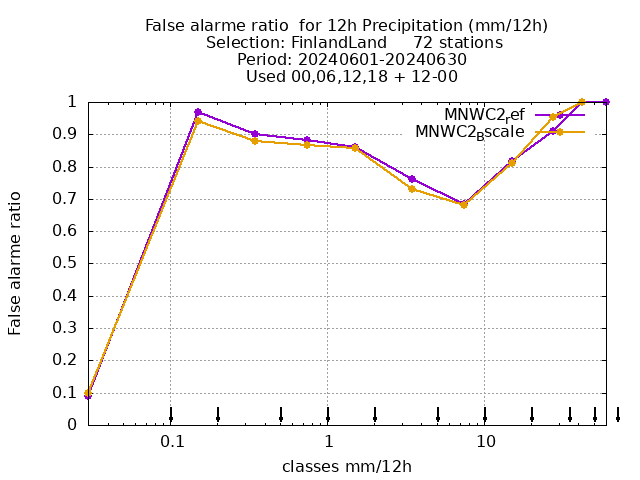 False alarme ratio  for 12h Precipitation (mm/12h)
Selection: FinlandLand     72 stations
Period: 20240601-20240630
Used 00,06,12,18 + 12-00
MNWC2ref
MNWC2Bscale
1
0.9
0.8
0.7
0.6
0.5
0.4
0.3
0.2
0.1
0
False alarme ratio
0.1 1 10
classes mm/12h